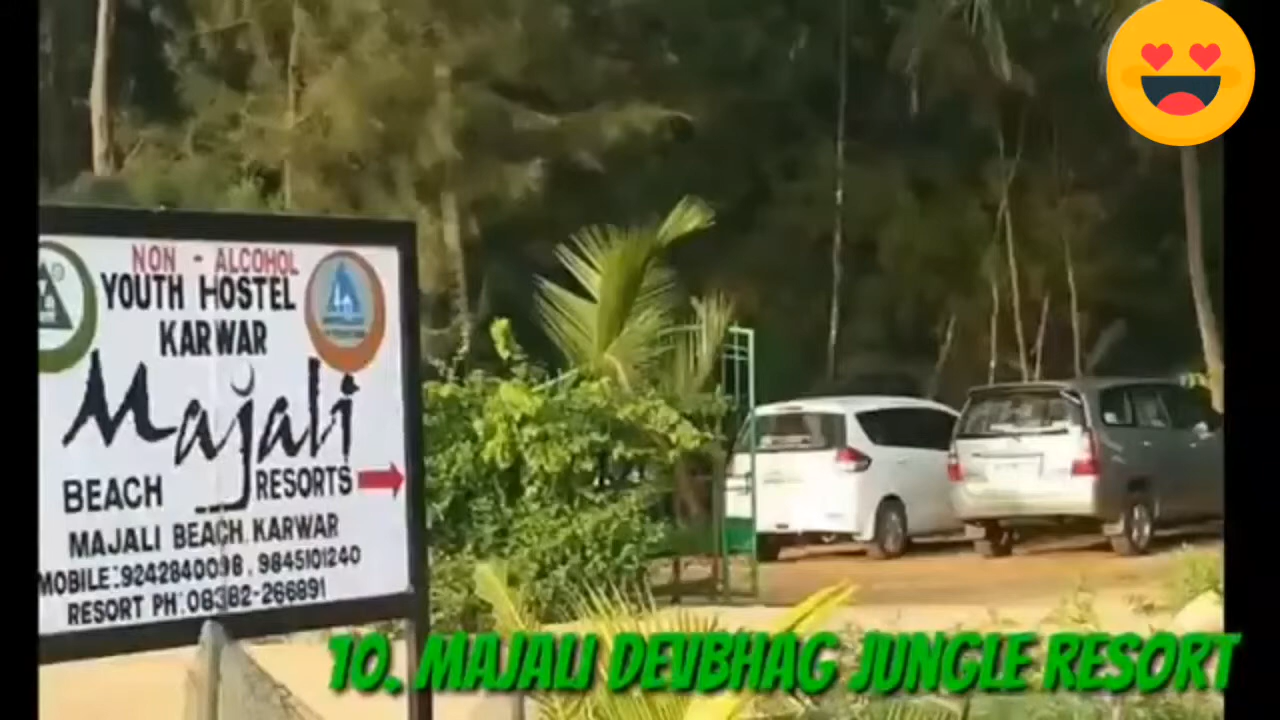 NON - ALCOHOL
YOUTH HOSTEL
KARWAR
Majali
BEACH RESORTS
MAJALI BEACH KARWAR
MOBILE:9242840098, 9845101240
RESORT PH:08382-266891
10. MAJALI DEVBHAG JUNGLE RESORT